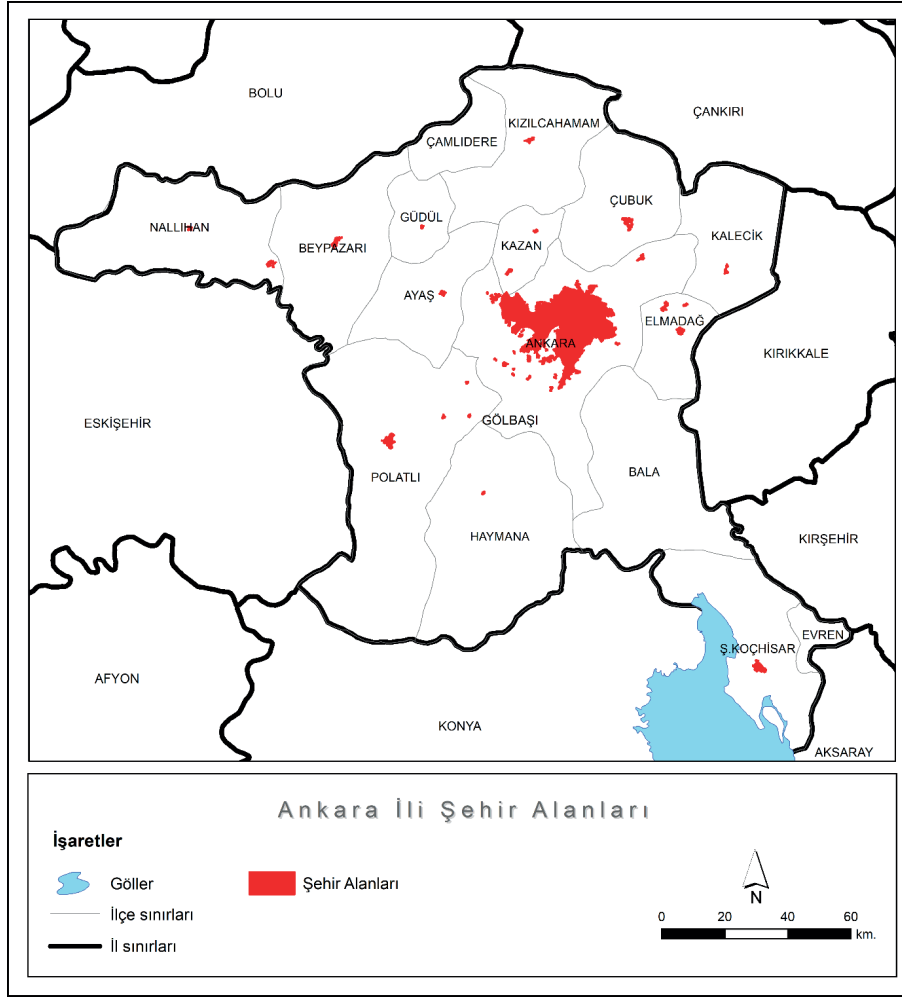 BOLU
ÇANKIRI
KIZILCAHAMAM
ÇAMLIDERE
ÇUBUK
GÜDÜL
NALLIHAN
KALECİK
KAZAN
BEYPAZARI
AYAŞ
ELMADAĞ
ANKARA
KIRIKKALE
ESKİŞEHİR
GÖLBAŞI
POLATLI
BALA
HAYMANA
KIRŞEHİR
EVREN
Ş.KOÇHİSAR
AFYON
KONYA
AKSARAY
Ankara İli Şehir Alanları
İşaretler
Göller
Şehir Alanları
İlçe sınırları
İl sınırları
N
0 20 40 60
km.